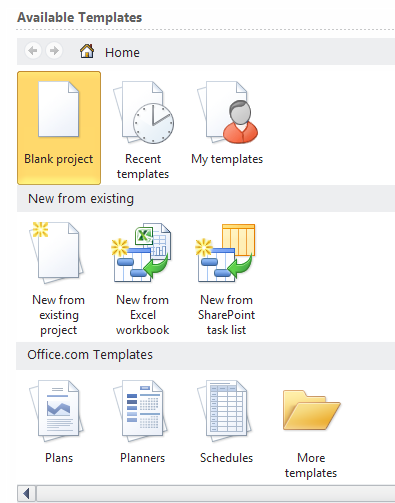 Available Templates
Home
Blank project
Recent
templates
My templates
New from existing
New from
existing
project
New from
Excel
workbook
New from
SharePoint
task list
Office.com Templates
Plans
Planners
Schedules
More
templates